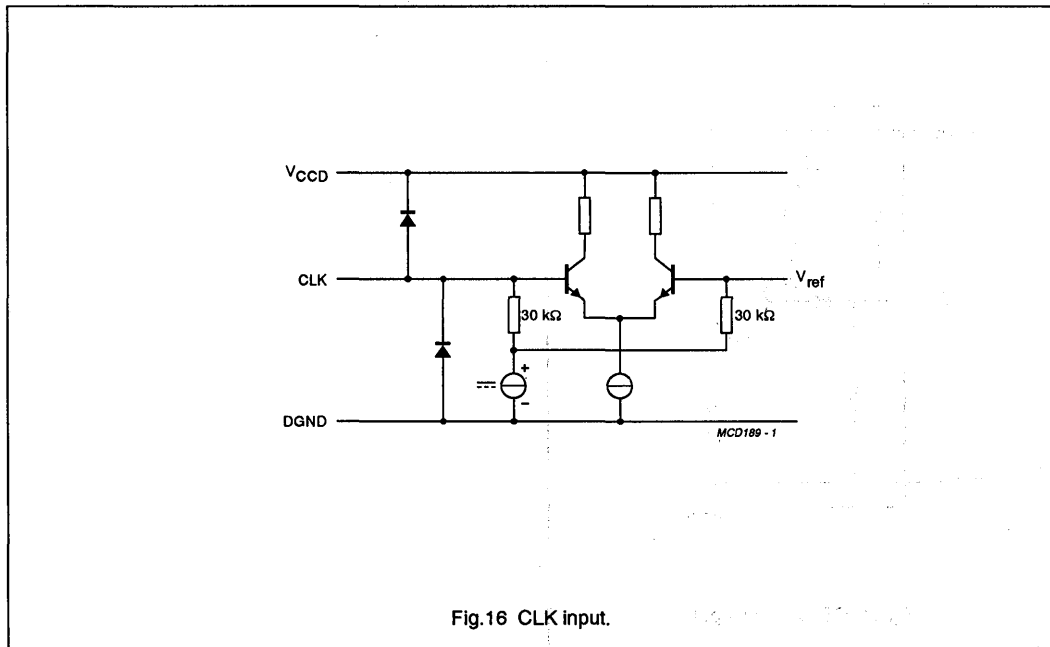 VCCD
CLK
30 kΩ
30 kΩ
Vref
+
–
DGND
MCD189 - 1
Fig.16 CLK input.